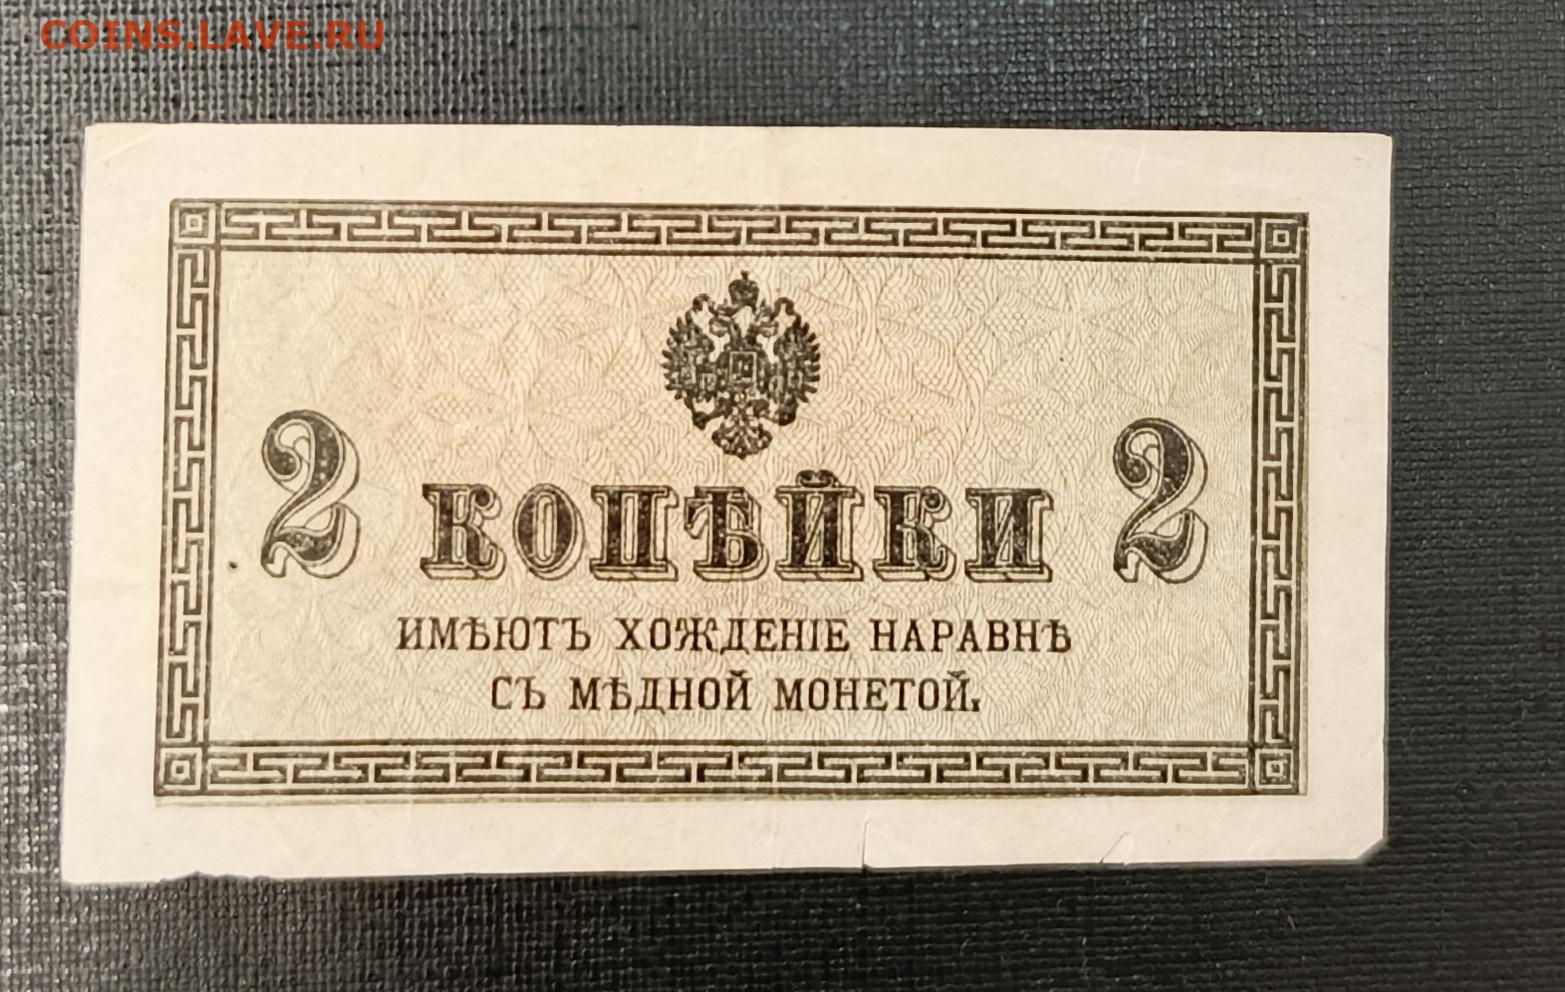 COINS.LAVE.RU
2 КОПѢЙКИ 2
ИМѢЮТЪ ХОЖДЕНІЕ НАРАВНѢ
СЪ МѢДНОЙ МОНЕТОЙ.